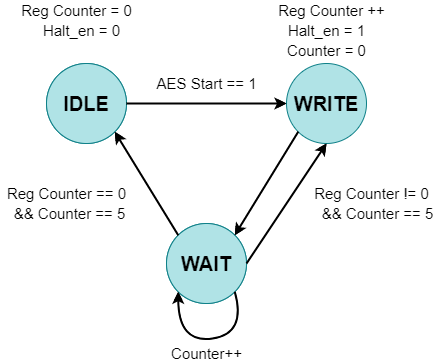 Reg Counter = 0
Halt_en = 0
Reg Counter ++
Halt_en = 1
Counter = 0
AES Start == 1
IDLE
WRITE
Reg Counter == 0
&& Counter == 5
Reg Counter != 0
&& Counter == 5
WAIT
Counter++